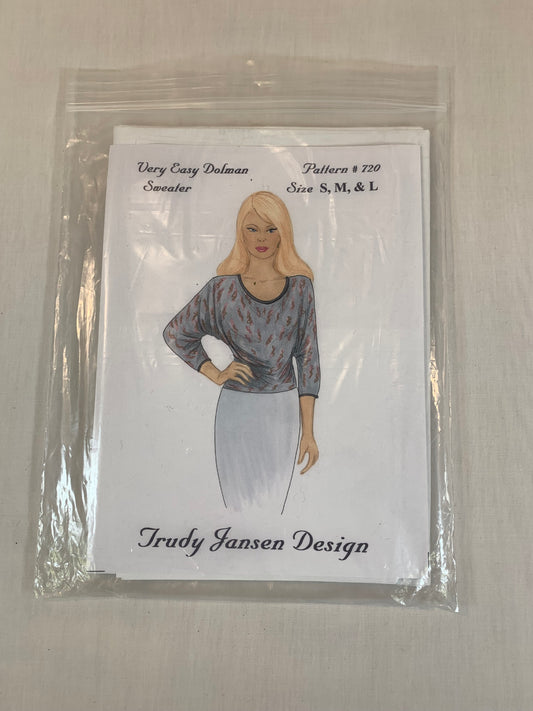 Very Easy Dolman
Sweater
Pattern # 720
Size S, M, & L
Trudy Jansen Design